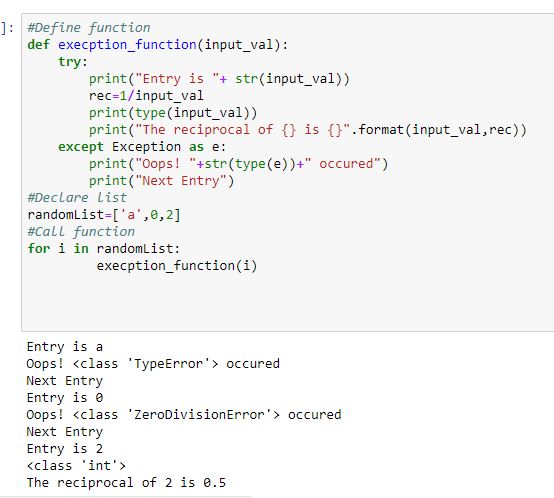 ]: #Define function
def execption_function(input_val):
    try:
        print("Entry is "+ str(input_val))
        rec=1/input_val
        print(type(input_val))
        print("The reciprocal of {} is {}".format(input_val,rec))
    except Exception as e:
        print("Oops! "+str(type(e))+" occured")
        print("Next Entry")
#Declare list
randomList=['a',0,2]
#Call function
for i in randomList:
         execption_function(i)
Entry is a
Oops! <class 'TypeError'> occured
Next Entry
Entry is 0
Oops! <class 'ZeroDivisionError'> occured
Next Entry
Entry is 2
<class 'int'>
The reciprocal of 2 is 0.5